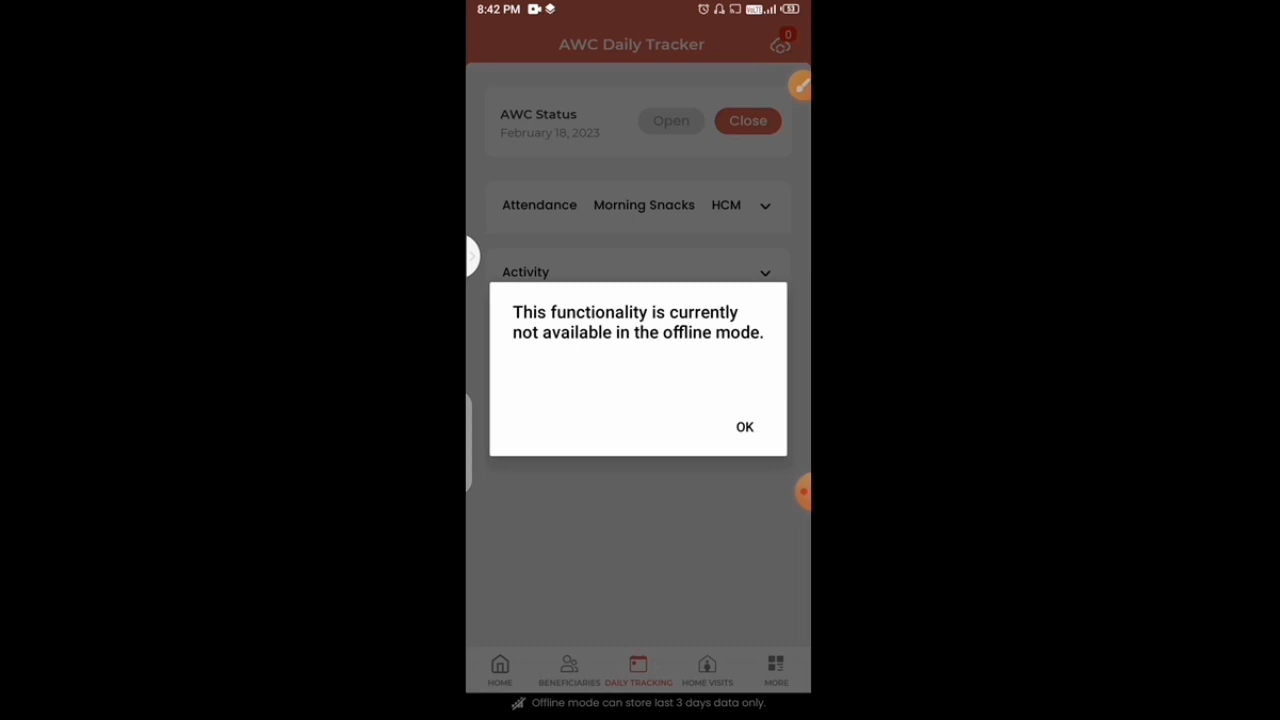 8:42 PM
VoLTE 53
AWC Daily Tracker
0
AWC Status
February 18, 2023
Open
Close
Attendance Morning Snacks HCM
Activity
This functionality is currently
not available in the offline mode.
OK
HOME BENEFICIARIES DAILY TRACKING HOME VISITS MORE
Offline mode can store last 3 days data only.